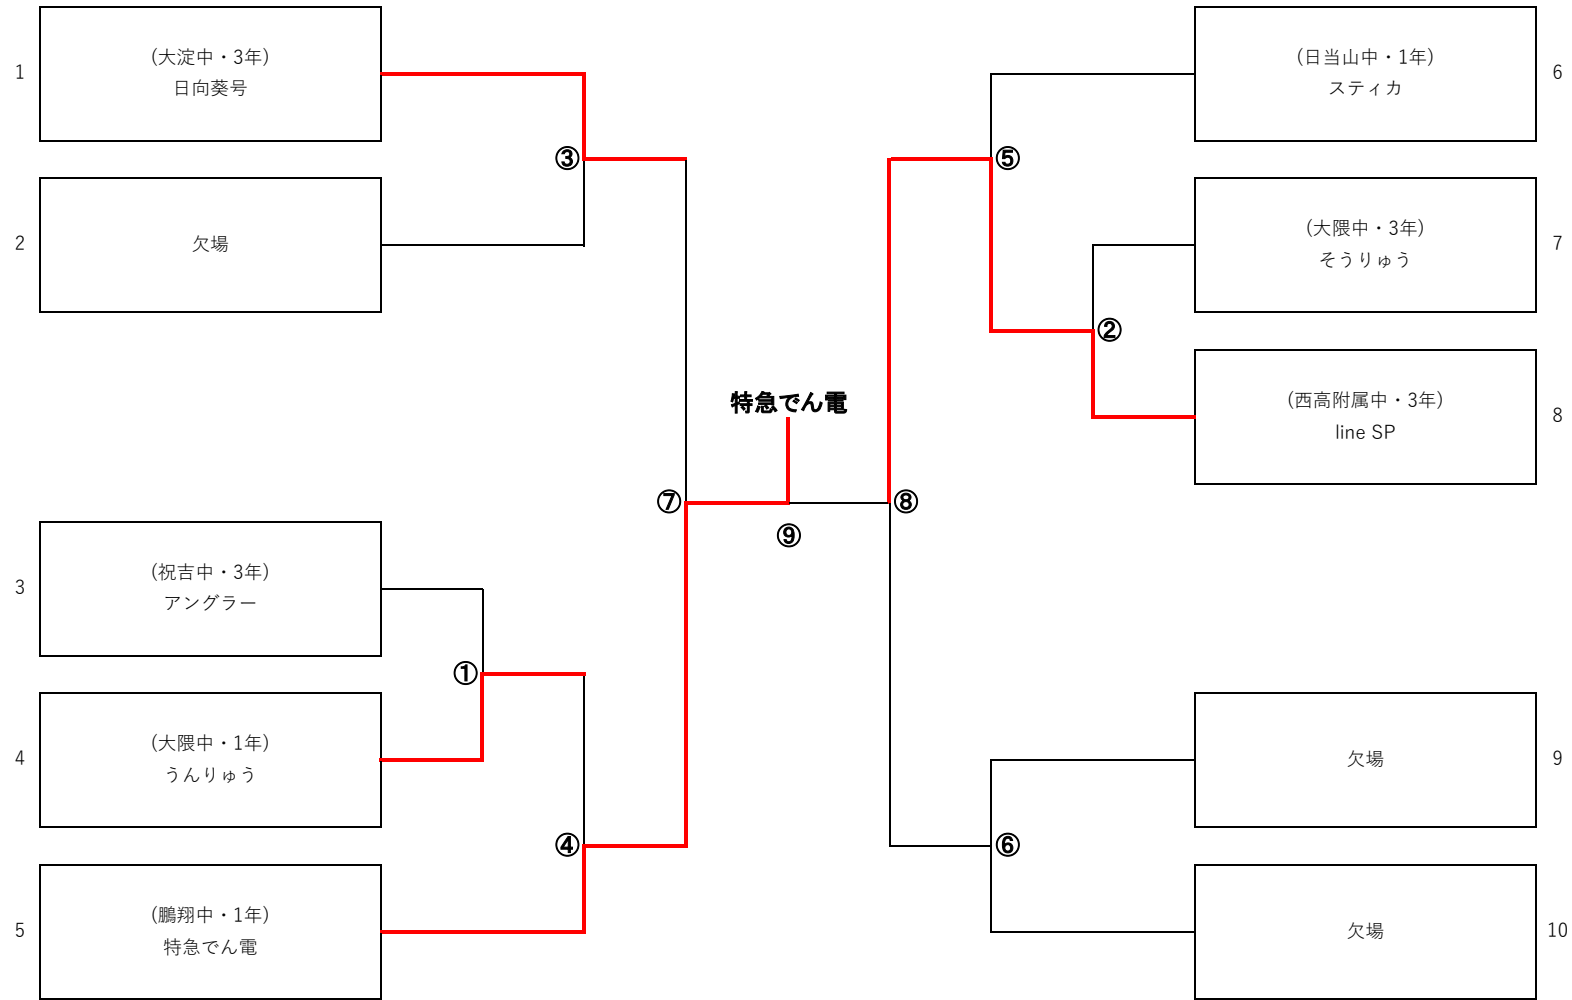 1
(大淀中・3年)
日向葵号
2
欠場
③
3
(祝吉中・3年)
アングラー
4
(大隈中・1年)
うんりゅう
①
5
(鵬翔中・1年)
特急でん電
④
⑦
特急でん電
⑨
⑧
⑤
(日当山中・1年)
スティカ
6
(大隈中・3年)
そうりゅう
7
②
(西高附属中・3年)
line SP
8
⑥
欠場
9
欠場
10